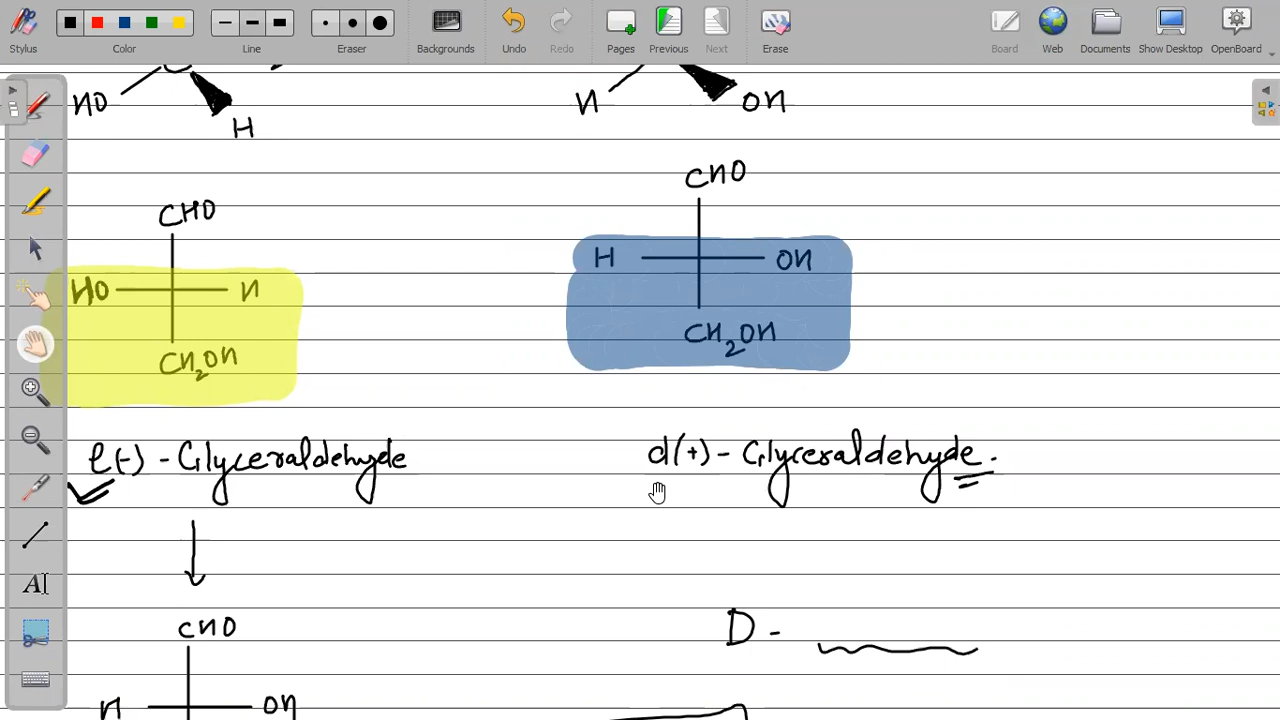 Stylus Color Line Eraser Backgrounds Undo Redo Pages Previous Next Erase Board Web Documents Show Desktop OpenBoard
HO H
H OH
CHO
HO H
CH2OH
CHO
H OH
CH2OH
l(-) - Glyceraldehyde
d(+) - Glyceraldehyde.
CHO
H OH
D -